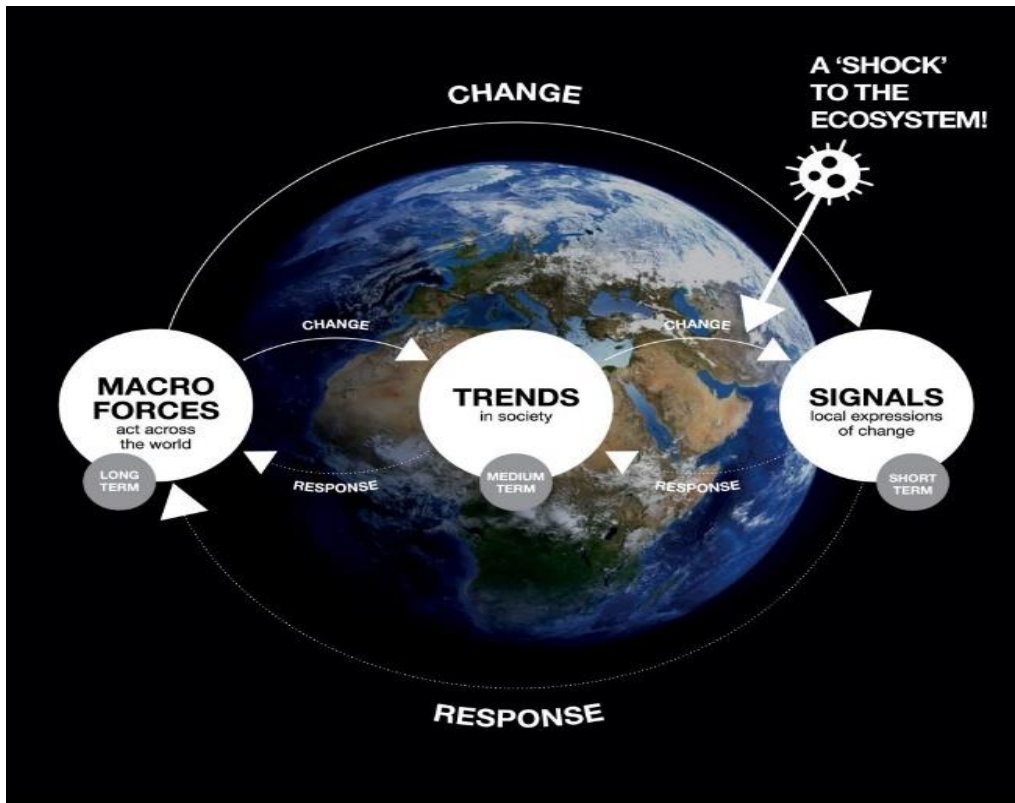 CHANGE
A ‘SHOCK’
TO THE
ECOSYSTEM!
CHANGE
CHANGE
MACRO
FORCES
act across
the world
LONG
TERM
TRENDS
in society
MEDIUM
TERM
SIGNALS
local expressions
of change
SHORT
TERM
RESPONSE
RESPONSE
RESPONSE